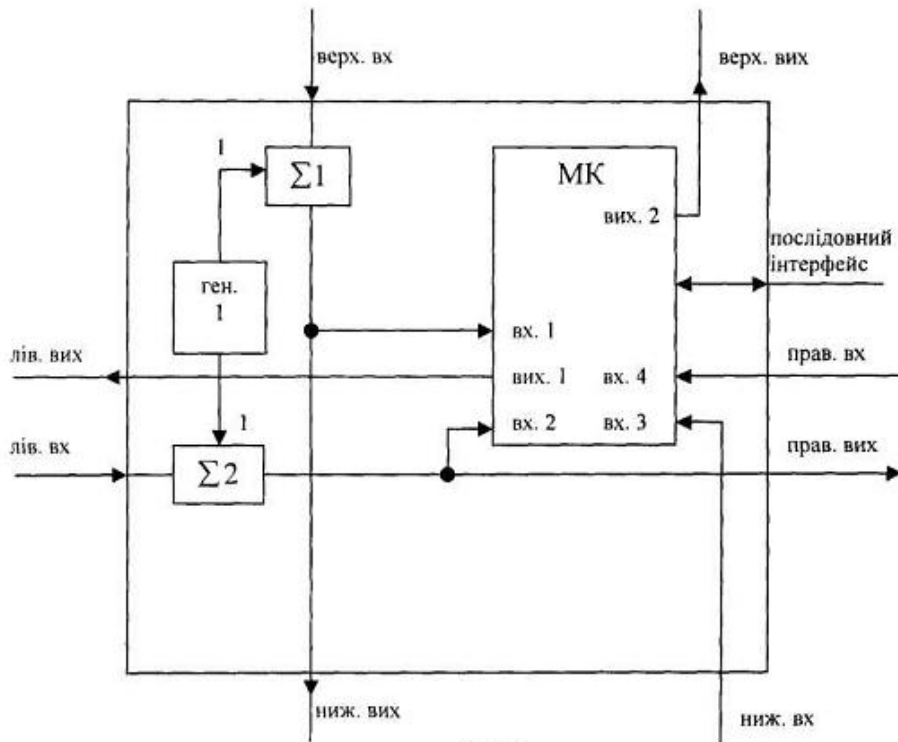 верх. вх
верх. вих
1
Σ1
МК
вих. 2
послідовний
інтерфейс
ген.
1
вх. 1
лів. вих
вих. 1
вх. 4
прав. вх
1
вх. 2
вх. 3
лів. вх
Σ2
прав. вих
ниж. вих
ниж. вх